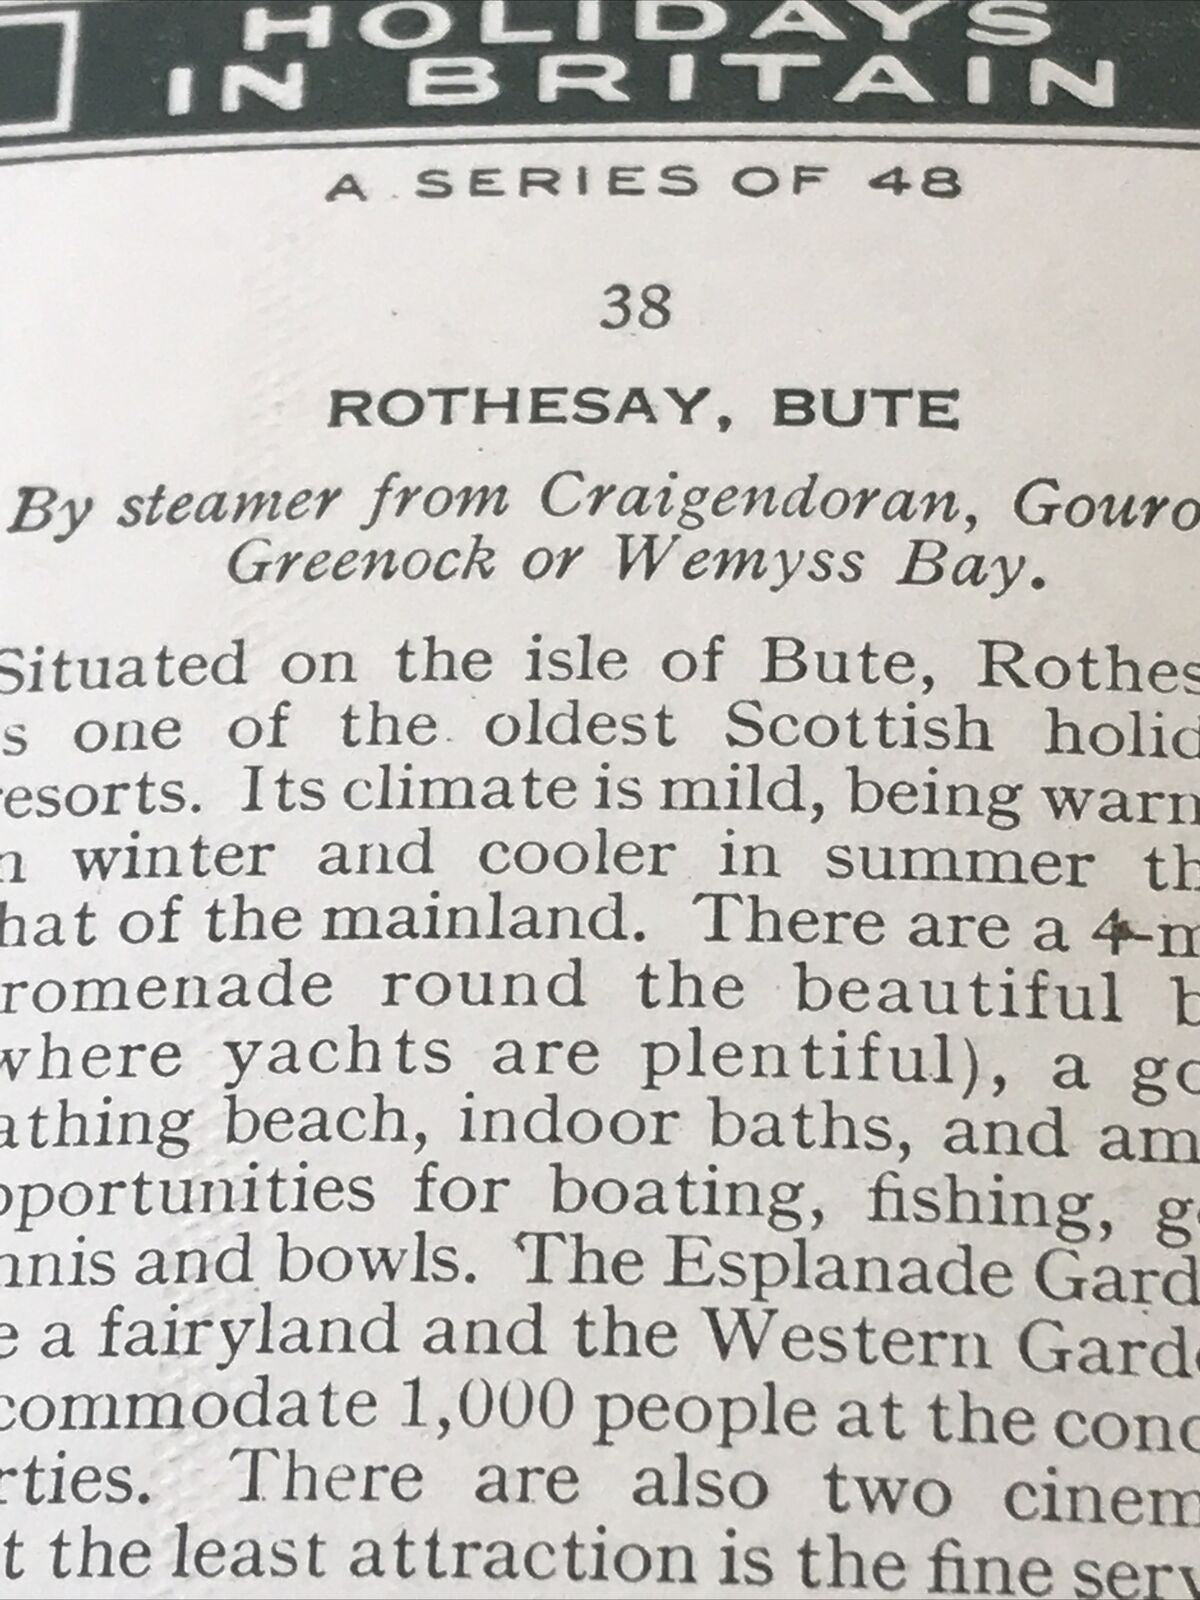 HOLIDAYS
IN BRITAIN
A SERIES OF 48
38
ROTHESAY, BUTE
By steamer from Craigendoran, Gouro
Greenock or Wemyss Bay.
Situated on the isle of Bute, Rothes
s one of the oldest Scottish holid
resorts. Its climate is mild, being warm
n winter and cooler in summer th
hat of the mainland. There are a 4-m
romenade round the beautiful b
where yachts are plentiful), a go
athing beach, indoor baths, and am
pportunities for boating, fishing, go
nnis and bowls. The Esplanade Gard
e a fairyland and the Western Garde
commodate 1,000 people at the conc
rties. There are also two cinem
t the least attraction is the fine serv